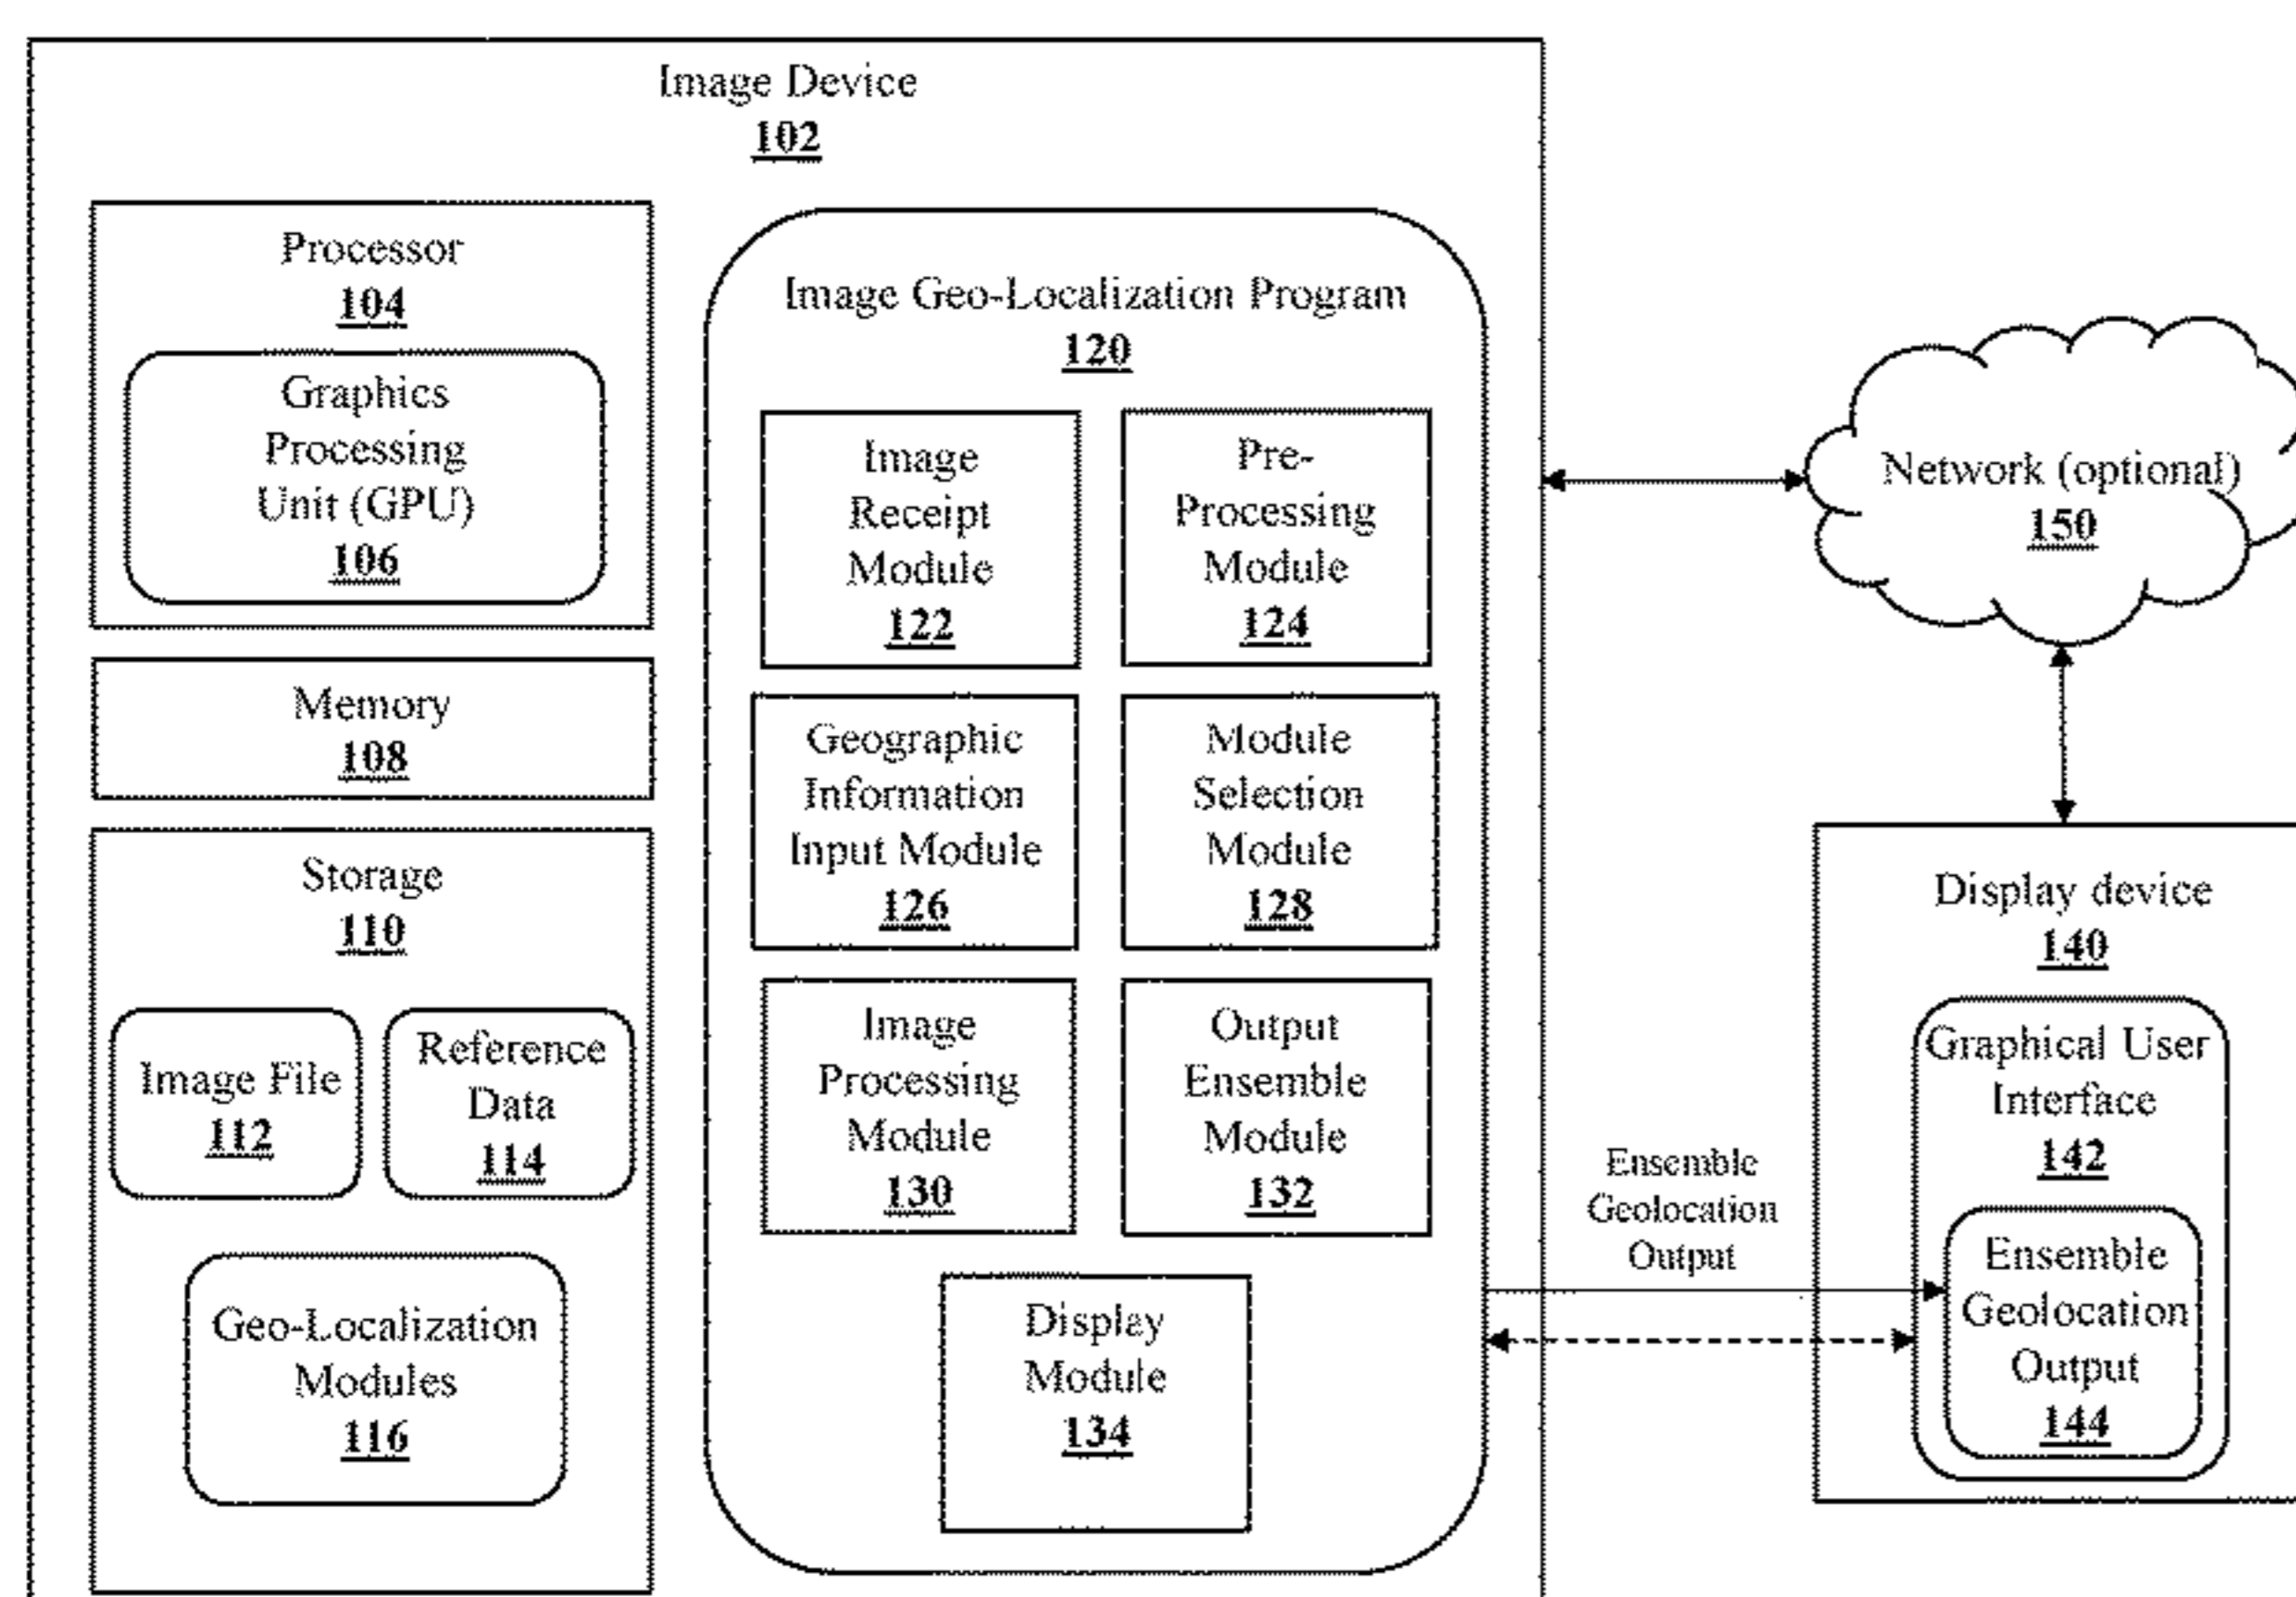 Image Device
102
Processor
104
Graphics
Processing
Unit (GPU)
106
Memory
108
Storage
110
Image File
112
Reference
Data
114
Geo-Localization
Modules
116
Image Geo-Localization Program
120
Image
Receipt
Module
122
Pre-
Processing
Module
124
Geographic
Information
Input Module
126
Module
Selection
Module
128
Image
Processing
Module
130
Output
Ensemble
Module
132
Display
Module
134
Network (optional)
150
Ensemble
Geolocation
Output
Display device
140
Graphical User
Interface
142
Ensemble
Geolocation
Output
144